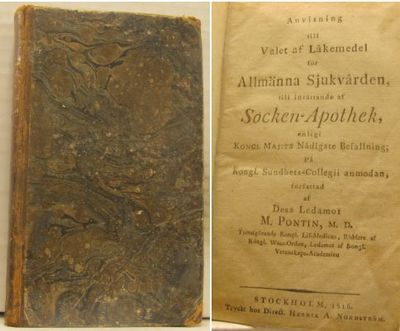 Anvisning
till
Valet af Läkemedel
för
Allmänna Sjukvården,
till inrättande af
Socken-Apothek,
enligt
KONGL. MAJ:TS Nådigste Befallning;
På
Kongl. Sundhets-Collegii anmodan,
författad
af
Dess Ledamot
M. PONTIN, M. D.
Tjenstgörande Kongl. Lif-Medicus, Riddare af
Kongl. Wasa-Orden, Ledamot af Kongl.
Vetenskaps-Academien
STOCKHOLM, 1816.
Tryckt hos Direct. HENRIK A. NORDSTRÖM.